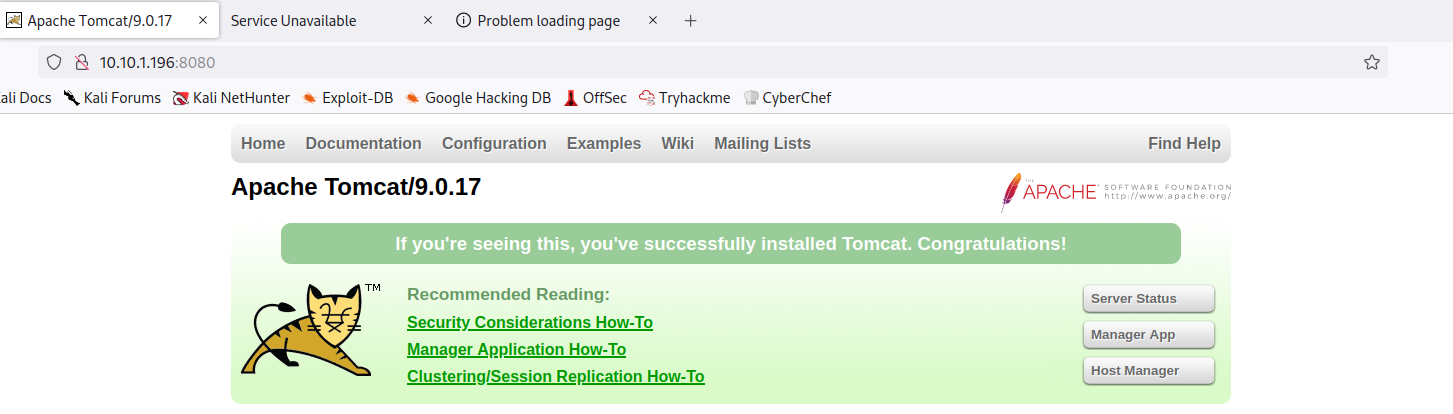 Apache Tomcat/9.0.17 × Service Unavailable × Problem loading page × +
10.10.1.196:8080
ali Docs Kali Forums Kali NetHunter Exploit-DB Google Hacking DB OffSec Tryhackme CyberChef
Home Documentation Configuration Examples Wiki Mailing Lists Find Help
Apache Tomcat/9.0.17
THE
APACHE® SOFTWARE FOUNDATION
http://www.apache.org/
If you're seeing this, you've successfully installed Tomcat. Congratulations!
TM
Recommended Reading:
Security Considerations How-To
Manager Application How-To
Clustering/Session Replication How-To
Server Status
Manager App
Host Manager